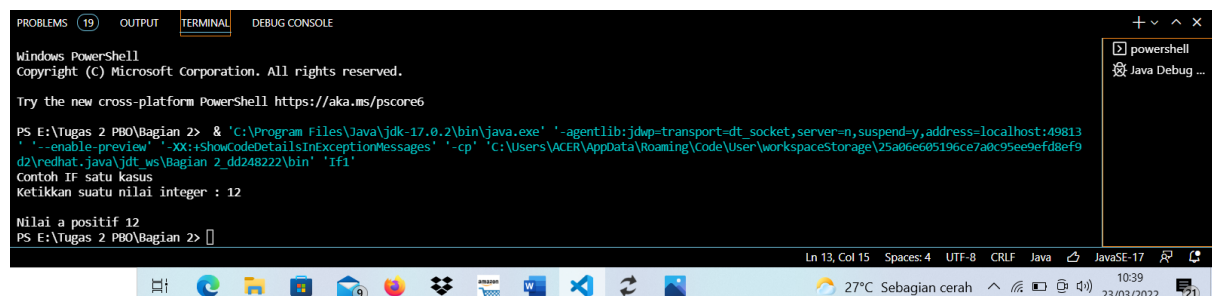 PROBLEMS 19 OUTPUT TERMINAL DEBUG CONSOLE
Windows PowerShell
Copyright (C) Microsoft Corporation. All rights reserved.
Try the new cross-platform PowerShell https://aka.ms/pscore6
PS E:\Tugas 2 PBO\Bagian 2> & 'C:\Program Files\Java\jdk-17.0.2\bin\java.exe' '-agentlib:jdwp=transport=dt_socket,server=n,suspend=y,address=localhost:49813
' '--enable-preview' '-XX:+ShowCodeDetailsInExceptionMessages' '-cp' 'C:\Users\ACER\AppData\Roaming\Code\User\workspaceStorage\25a06e605196ce7a0c95ee9efd8ef9
d2\redhat.java\jdt_ws\Bagian 2_dd248222\bin' 'If1'
Contoh IF satu kasus
Ketikkan suatu nilai integer : 12
Nilai a positif 12
PS E:\Tugas 2 PBO\Bagian 2>
powershell
Java Debug ...
Ln 13, Col 15 Spaces: 4 UTF-8 CRLF Java JavaSE-17
9
amazon
W
27°C Sebagian cerah
10:39
23/03/2022
21